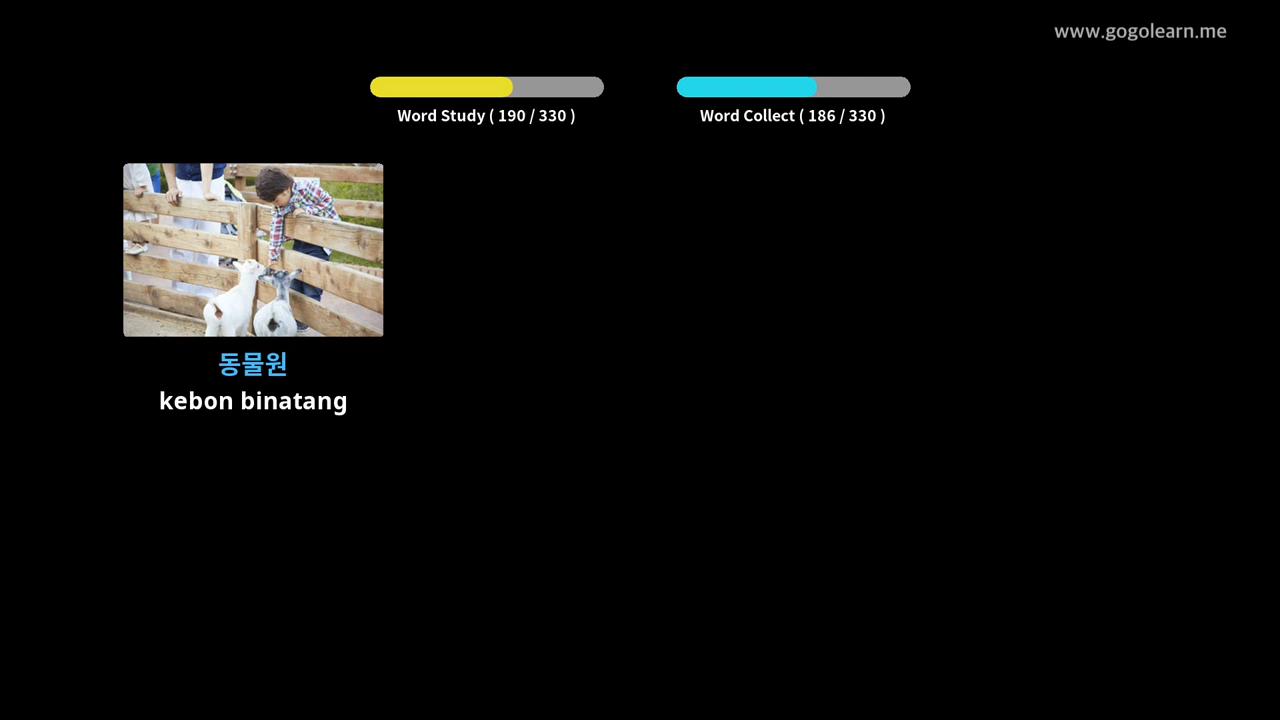 www.gogolearn.me
Word Study ( 190 / 330 )
Word Collect ( 186 / 330 )
동물원
kebon binatang